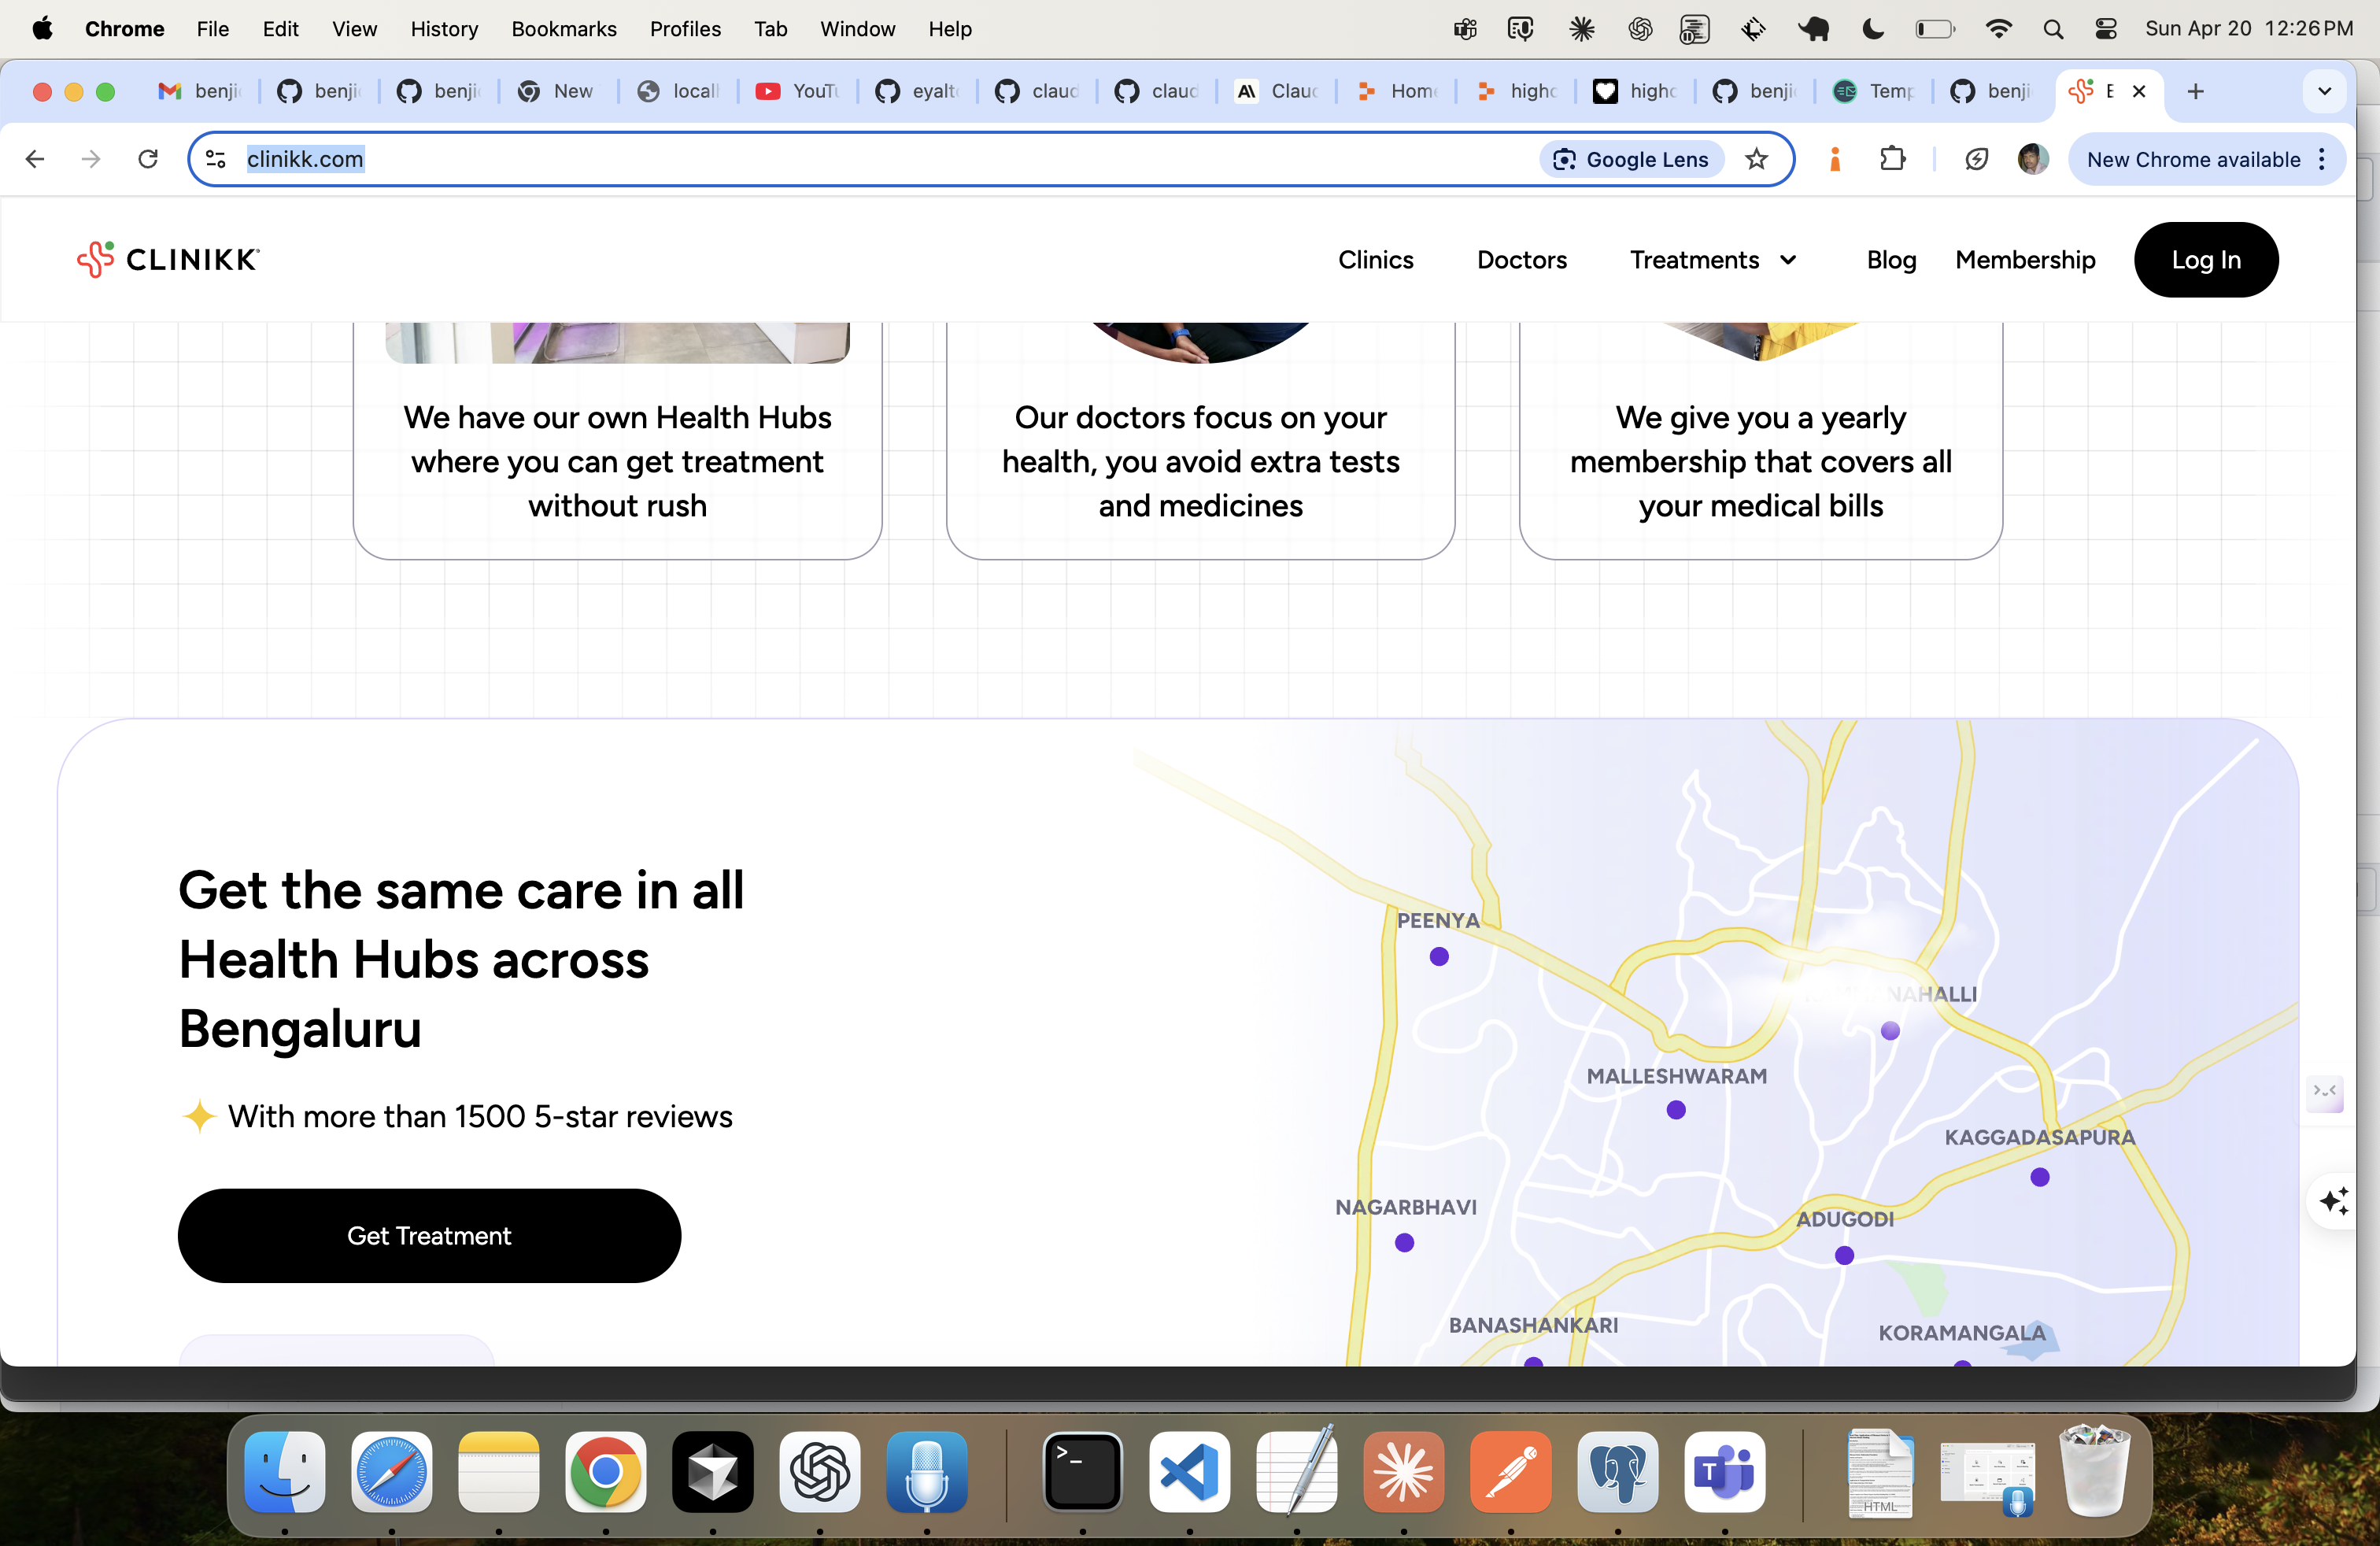 Chrome File Edit View History Bookmarks Profiles Tab Window Help Sun Apr 20 12:26 PM
benji benji benji New local YouTu eyalt claud claud Clau Home highc highc benji Temp benji E
clinikk.com Google Lens New Chrome available
CLINIKK Clinics Doctors Treatments Blog Membership Log In
We have our own Health Hubs
where you can get treatment
without rush
Our doctors focus on your
health, you avoid extra tests
and medicines
We give you a yearly
membership that covers all
your medical bills
Get the same care in all
Health Hubs across
Bengaluru
With more than 1500 5-star reviews
Get Treatment
PEENYA
NAHALLI
MALLESHWARAM
KAGGADASAPURA
NAGARBHAVI
ADUGODI
BANASHANKARI
KORAMANGALA
HTML